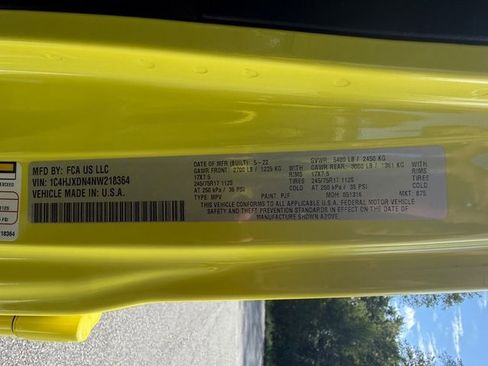 MFD BY: FCA US LLC
VIN: 1C4HJXDN4NW218364
VEHICLE MADE IN: U.S.A.
DATE OF MFR (BUILT): 5-22 GVWR: 5400 LB / 2450 KG
GAWR FRONT: 2700 LB / 1225 KG GAWR REAR: 3000 LB / 1361 KG
17X7.5 RIMS 17X7.5
245/75R17 112S TIRES 245/75R17 112S
AT 250 kPa / 36 PSI AT 250 kPa / 36 PSI
TYPE: MPV PAINT: PJF MDH: 051316 MKT: B7S
THIS VEHICLE CONFORMS TO ALL APPLICABLE U.S.A. FEDERAL MOTOR VEHICLE
SAFETY AND THEFT PREVENTION STANDARDS IN EFFECT ON THE DATE OF
MANUFACTURE SHOWN ABOVE.
18364